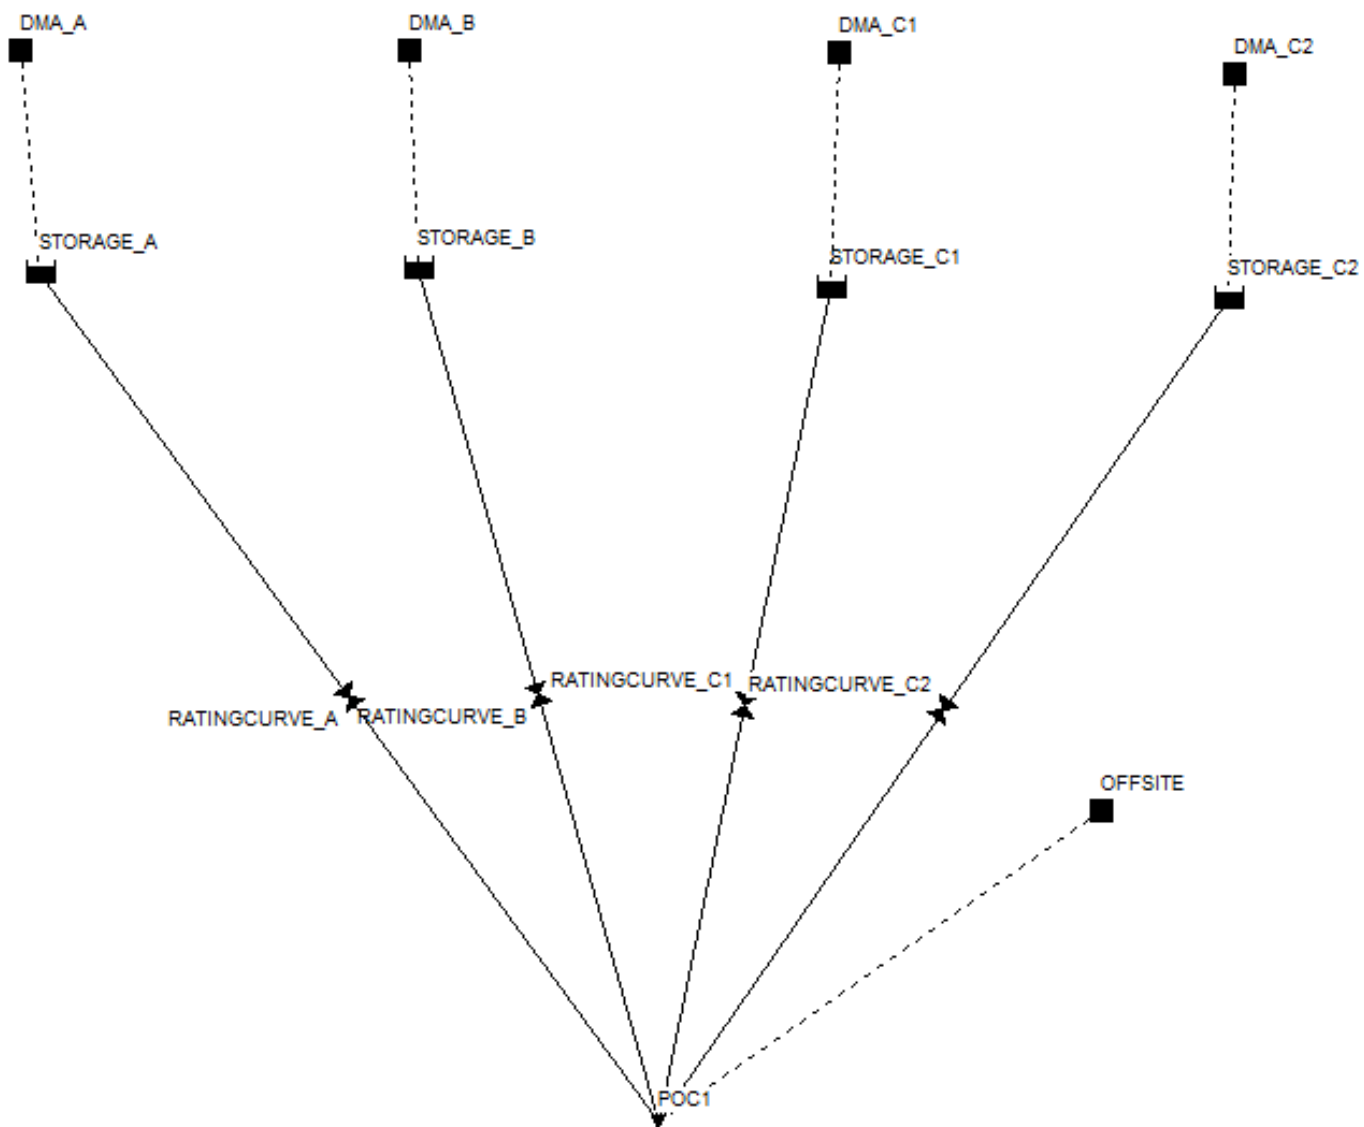 DMA_A
DMA_B
DMA_C1
DMA_C2
STORAGE_A
STORAGE_B
STORAGE_C1
STORAGE_C2
RATINGCURVE_A
RATINGCURVE_B
RATINGCURVE_C1
RATINGCURVE_C2
OFFSITE
POC1